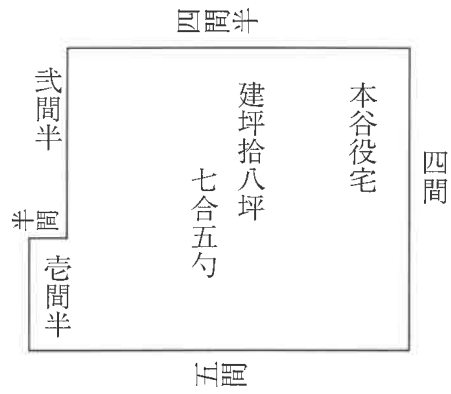 四間半
本谷役宅
建坪拾八坪
七合五勺
四間
弐間半
半間
壱間半
五間